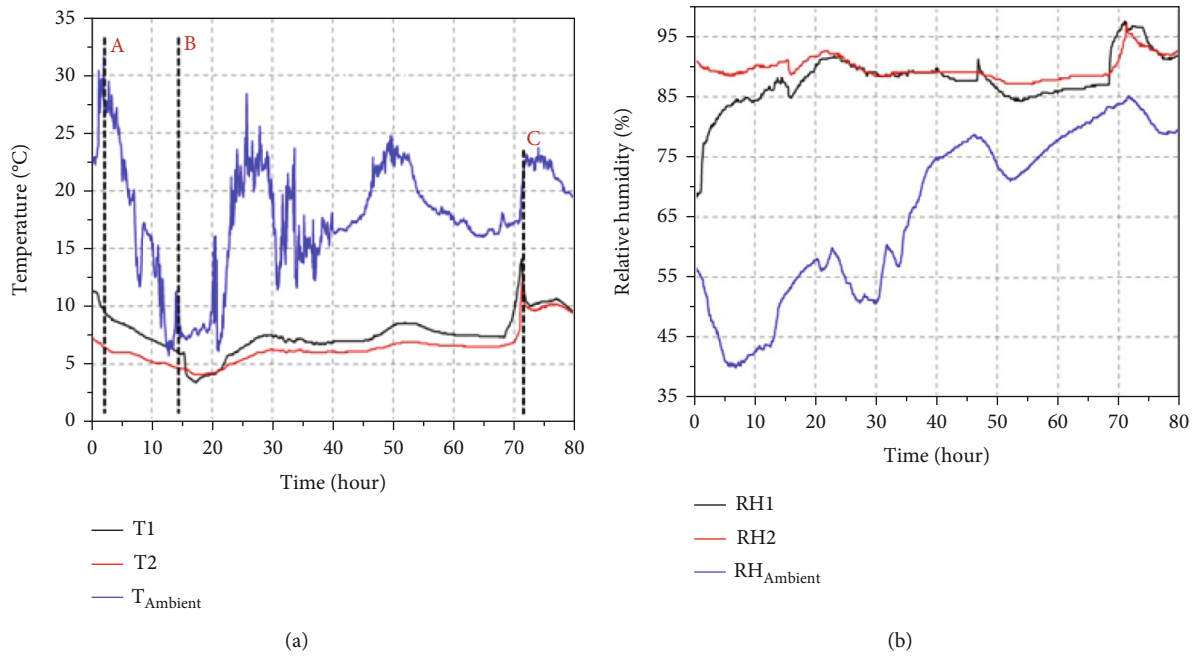 35
30
25
20
15
10
5
0
Temperature (°C)
A
B
C
0 10 20 30 40 50 60 70 80
Time (hour)
T1
T2
TAmbient
(a)
95
85
75
65
55
45
35
Relative humidity (%)
0 10 20 30 40 50 60 70 80
Time (hour)
RH1
RH2
RHAmbient
(b)